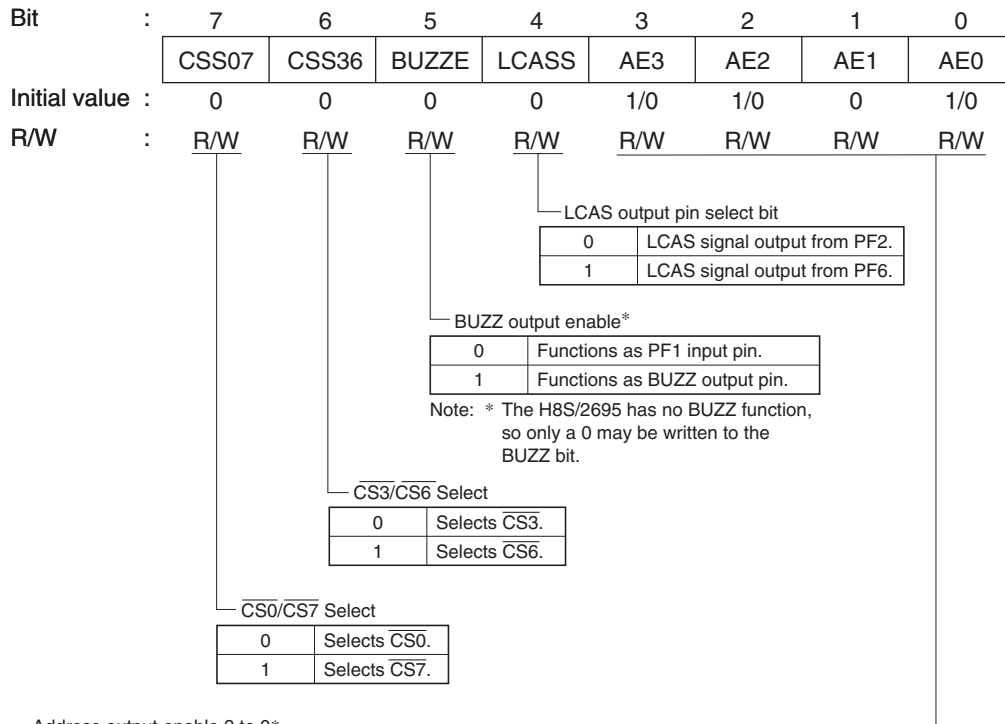 Bit : 7 6 5 4 3 2 1 0
CSS07 CSS36 BUZZE LCASS AE3 AE2 AE1 AE0
Initial value : 0 0 0 0 1/0 1/0 0 1/0
R/W : R/W R/W R/W R/W R/W R/W R/W R/W
LCAS output pin select bit
0 LCAS signal output from PF2.
1 LCAS signal output from PF6.
BUZZ output enable*
0 Functions as PF1 input pin.
1 Functions as BUZZ output pin.
Note: * The H8S/2695 has no BUZZ function,
so only a 0 may be written to the
BUZZ bit.
CS3/CS6 Select
0 Selects CS3.
1 Selects CS6.
CS0/CS7 Select
0 Selects CS0.
1 Selects CS7.